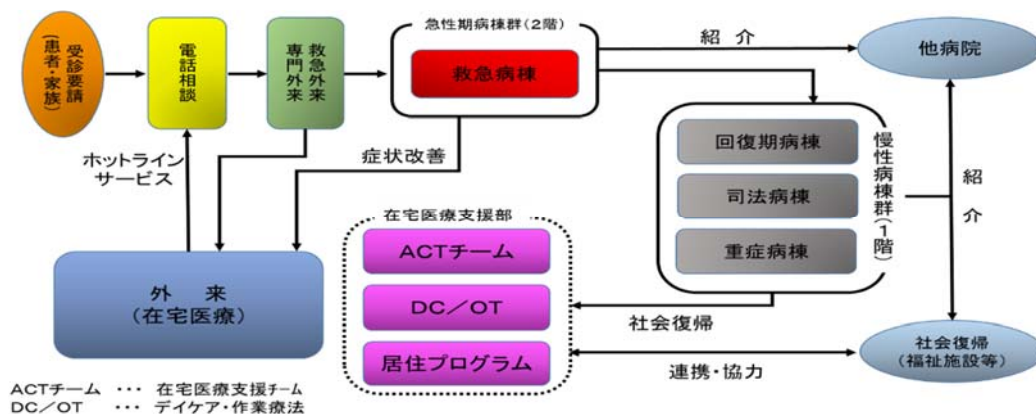 受診要請
(患者・家族)
電話相談
救急外来
専門外来
急性期病棟群(2階)
救急病棟
紹 介
他病院
ホットライン
サービス
症状改善
回復期病棟
司法病棟
重症病棟
慢性病棟群(1階)
紹 介
在宅医療支援部
ACTチーム
DC/OT
居住プログラム
外 来
(在宅医療)
社会復帰
連携・協力
社会復帰
(福祉施設等)
ACTチーム ・・・ 在宅医療支援チーム
DC/OT ・・・ デイケア・作業療法